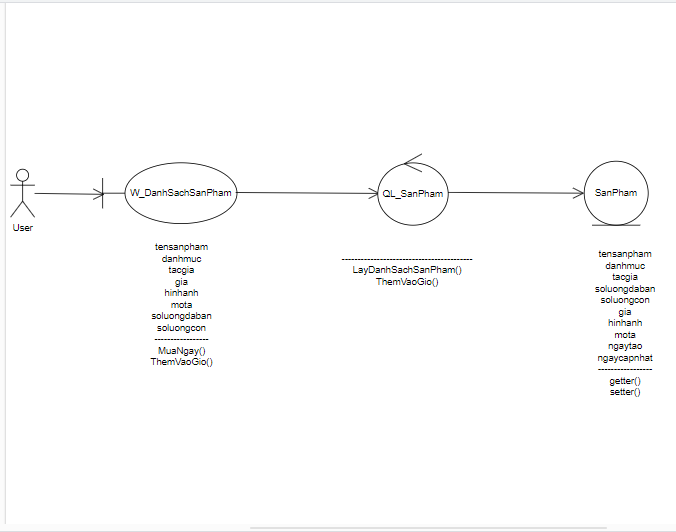 W_DanhSachSanPham
QL_SanPham
SanPham
User
tensanpham
danhmuc
tacgia
gia
hinhanh
mota
soluongdaban
soluongcon
-----------------
MuaNgay()
ThemVaoGio()
-----------------------------------------
LayDanhSachSanPham()
ThemVaoGio()
tensanpham
danhmuc
tacgia
soluongdaban
soluongcon
gia
hinhanh
mota
ngaytao
ngaycapnhat
-----------------
getter()
setter()